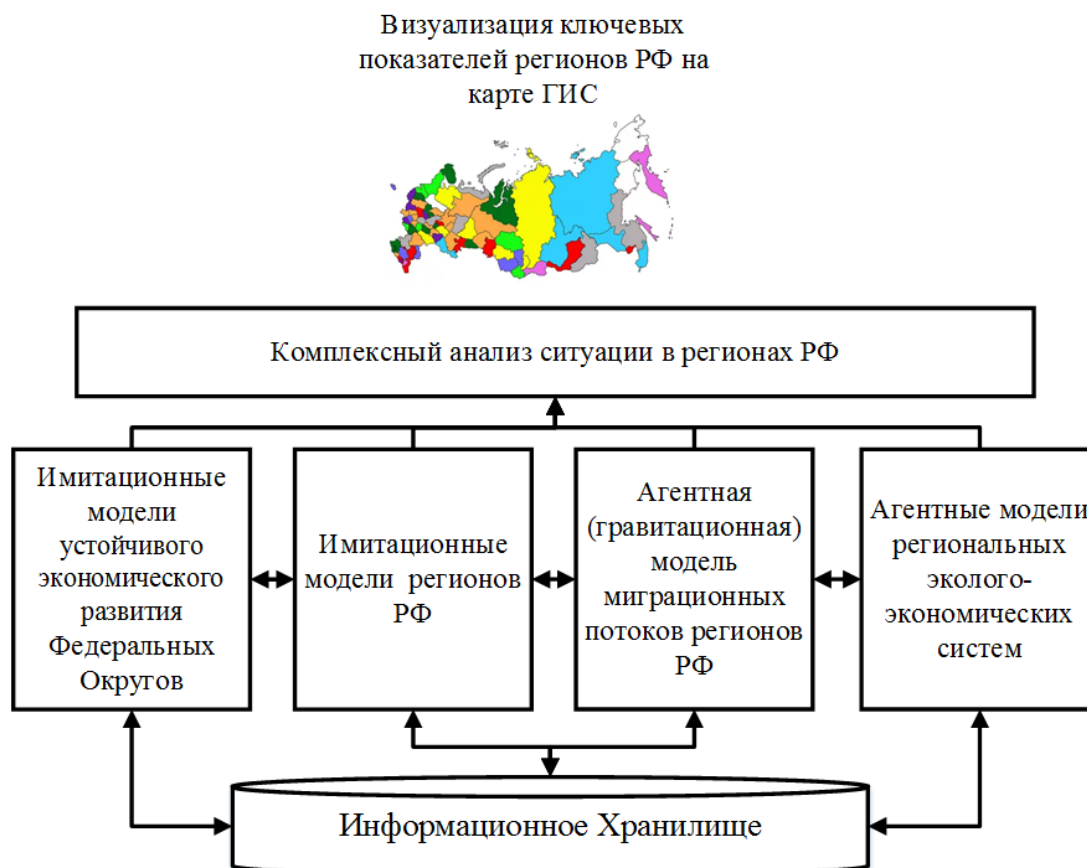 Визуализация ключевых
показателей регионов РФ на
карте ГИС
Комплексный анализ ситуации в регионах РФ
Имитационные
модели
устойчивого
экономического
развития
Федеральных
Округов
Имитационные
модели регионов
РФ
Агентная
(гравитационная)
модель
миграционных
потоков регионов
РФ
Агентные модели
региональных
эколого-
экономических
систем
Информационное Хранилище